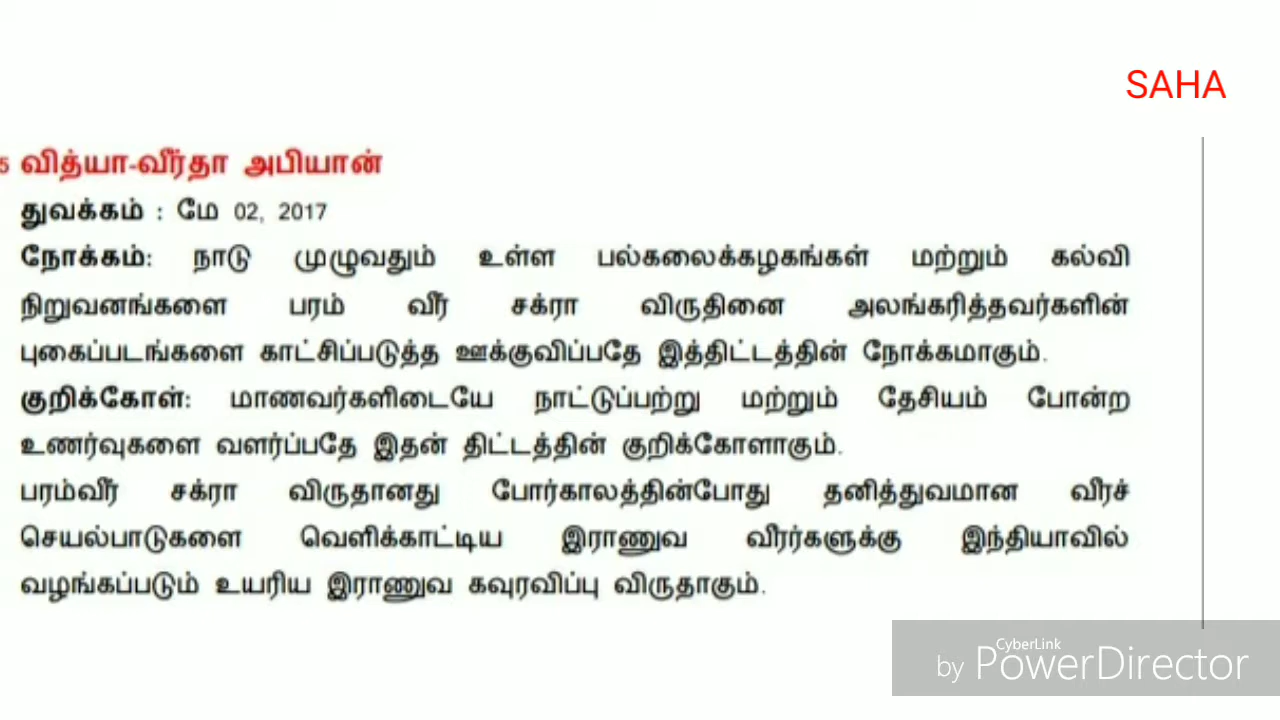 SAHA
5 வித்யா-வீர்தா அபியான்
துவக்கம் : மே 02, 2017
நோக்கம்: நாடு முழுவதும் உள்ள பல்கலைக்கழகங்கள் மற்றும் கல்வி
நிறுவனங்களை பரம் வீர் சக்ரா விருதினை அலங்கரித்தவர்களின்
புகைப்படங்களை காட்சிப்படுத்த ஊக்குவிப்பதே இத்திட்டத்தின் நோக்கமாகும்.
குறிக்கோள்: மாணவர்களிடையே நாட்டுப்பற்று மற்றும் தேசியம் போன்ற
உணர்வுகளை வளர்ப்பதே இதன் திட்டத்தின் குறிக்கோளாகும்.
பரம்வீர் சக்ரா விருதானது போர்காலத்தின்போது தனித்துவமான வீரச்
செயல்பாடுகளை வெளிக்காட்டிய இராணுவ வீரர்களுக்கு இந்தியாவில்
வழங்கப்படும் உயரிய இராணுவ கவுரவிப்பு விருதாகும்.
CyberLink
by PowerDirector